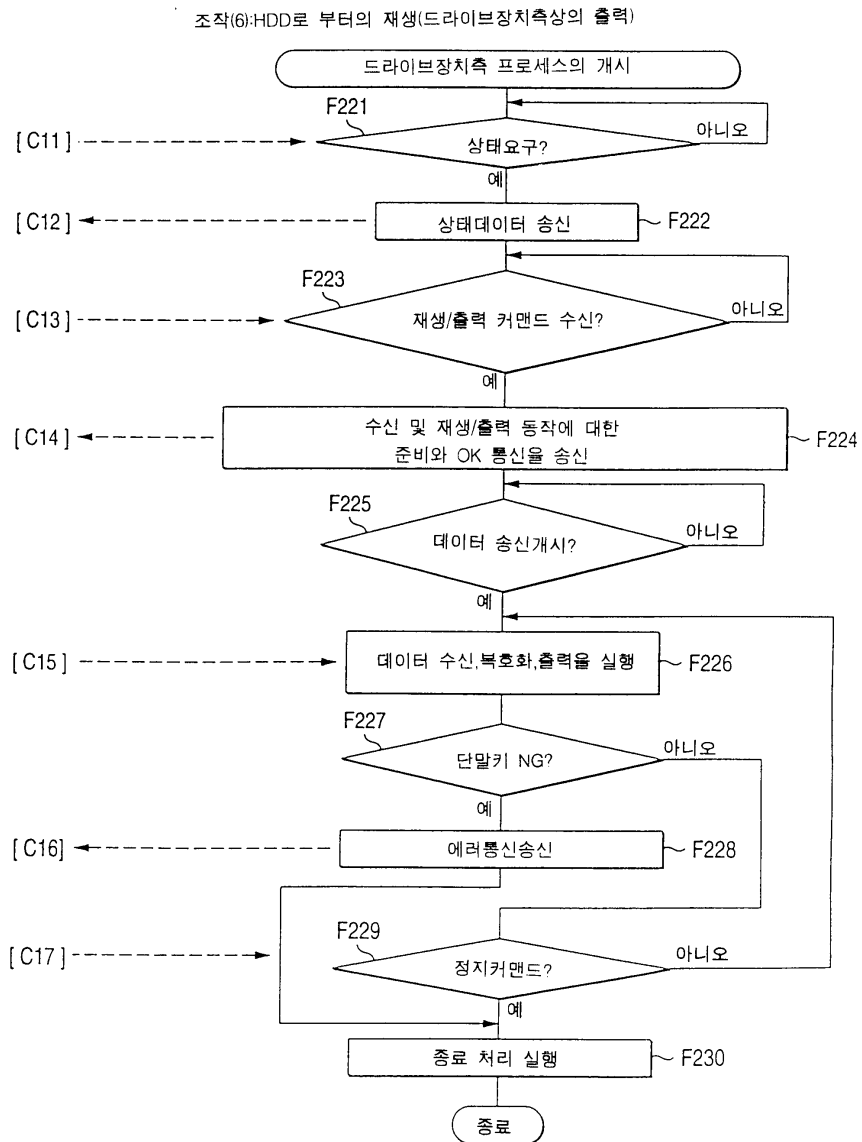 조작(6):HDD로 부터의 재생(드라이브장치측상의 출력)
드라이브장치측 프로세스의 개시
F221
[C11]
상태요구?
아니오
예
[C12]
상태데이터 송신
F222
F223
[C13]
재생/출력 커맨드 수신?
아니오
예
[C14]
수신 및 재생/출력 동작에 대한
준비와 OK 통신율 송신
F224
F225
데이터 송신개시?
아니오
예
[C15]
데이터 수신,복호화,출력율 실행
F226
F227
단말키 NG?
아니오
예
[C16]
에러통신송신
F228
F229
[C17]
정지커맨드?
아니오
예
종료 처리 실행
F230
종료